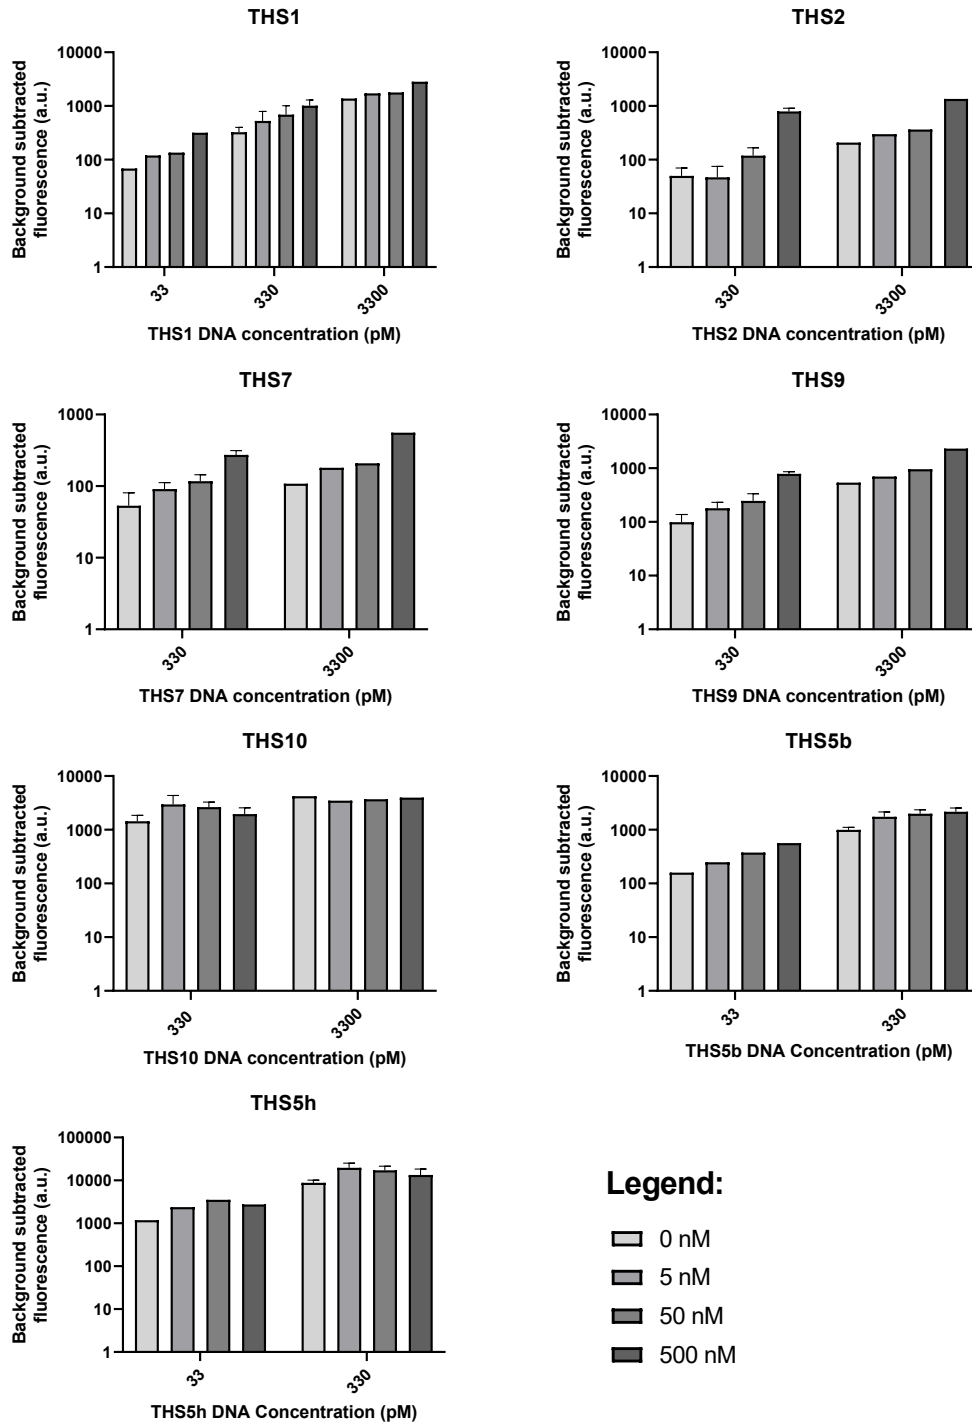 THS1
Background subtracted
fluorescence (a.u.)
10000
1000
100
10
1
33
330
3300
THS1 DNA concentration (pM)
THS2
Background subtracted
fluorescence (a.u.)
10000
1000
100
10
1
330
3300
THS2 DNA concentration (pM)
THS7
Background subtracted
fluorescence (a.u.)
1000
100
10
1
330
3300
THS7 DNA concentration (pM)
THS9
Background subtracted
fluorescence (a.u.)
10000
1000
100
10
1
330
3300
THS9 DNA concentration (pM)
THS10
Background subtracted
fluorescence (a.u.)
10000
1000
100
10
1
330
3300
THS10 DNA concentration (pM)
THS5b
Background subtracted
fluorescence (a.u.)
10000
1000
100
10
1
33
330
THS5b DNA Concentration (pM)
THS5h
Background subtracted
fluorescence (a.u.)
100000
10000
1000
100
10
1
33
330
THS5h DNA Concentration (pM)
Legend:
0 nM
5 nM
50 nM
500 nM